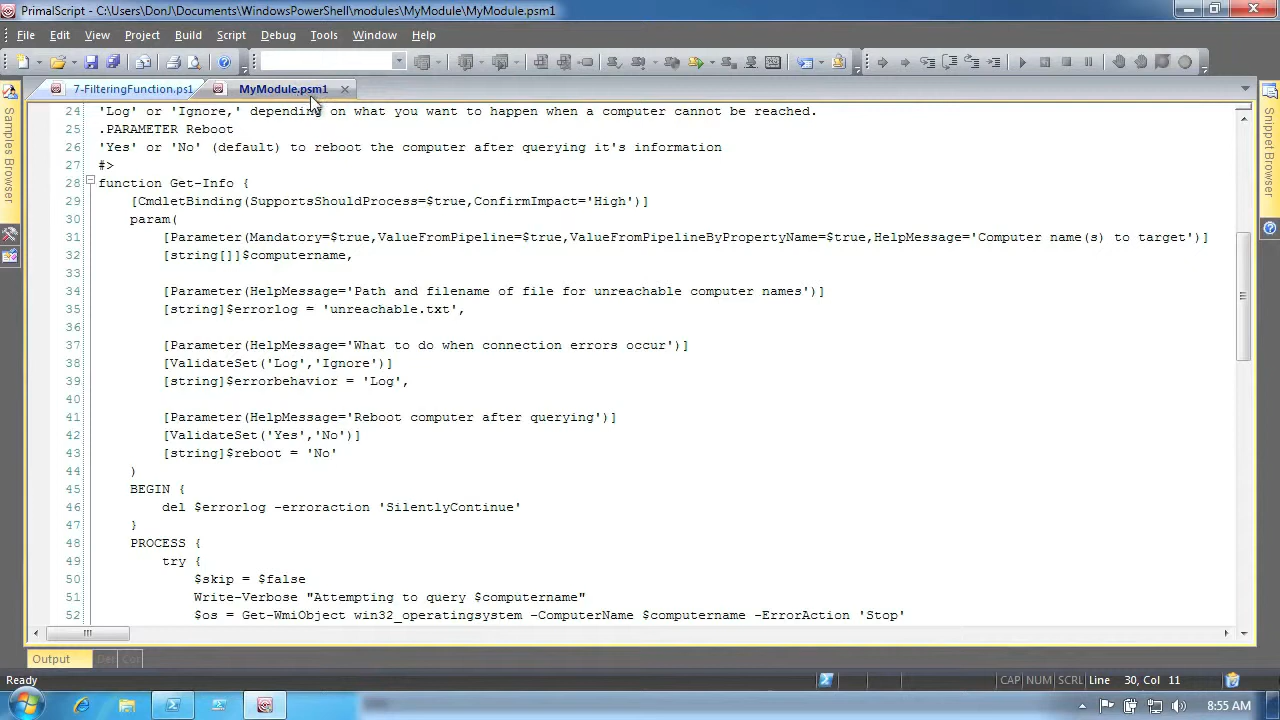 PrimalScript - C:\Users\DonJ\Documents\WindowsPowerShell\modules\MyModule\MyModule.psm1
File Edit View Project Build Script Debug Tools Window Help
7-FilteringFunction.ps1 MyModule.psm1
24 'Log' or 'Ignore,' depending on what you want to happen when a computer cannot be reached.
25 .PARAMETER Reboot
26 'Yes' or 'No' (default) to reboot the computer after querying it's information
27 #>
28 function Get-Info {
29 [CmdletBinding(SupportsShouldProcess=$true,ConfirmImpact='High')]
30 param(
31 [Parameter(Mandatory=$true,ValueFromPipeline=$true,ValueFromPipelineByPropertyName=$true,HelpMessage='Computer name(s) to target')]
32 [string[]]$computername,
33
34 [Parameter(HelpMessage='Path and filename of file for unreachable computer names')]
35 [string]$errorlog = 'unreachable.txt',
36
37 [Parameter(HelpMessage='What to do when connection errors occur')]
38 [ValidateSet('Log','Ignore')]
39 [string]$errorbehavior = 'Log',
40
41 [Parameter(HelpMessage='Reboot computer after querying')]
42 [ValidateSet('Yes','No')]
43 [string]$reboot = 'No'
44 )
45 BEGIN {
46 del $errorlog -erroraction 'SilentlyContinue'
47 }
48 PROCESS {
49 try {
50 $skip = $false
51 Write-Verbose "Attempting to query $computername"
52 $os = Get-WmiObject win32_operatingsystem -ComputerName $computername -ErrorAction 'Stop'
Samples Browser
Snippet Browser
Output
Ready
CAP NUM SCRL Line 30, Col 11
8:55 AM